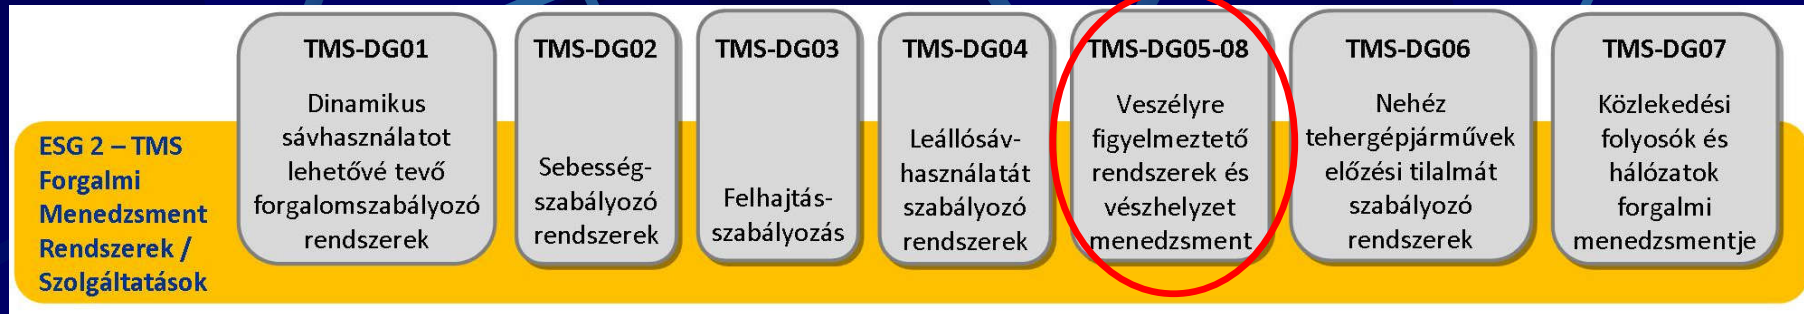 ESG 2 – TMS
Forgalmi
Menedzsment
Rendszerek /
Szolgáltatások
TMS-DG01
Dinamikus
sávhasználatot
lehetővé tevő
forgalomszabályozó
rendszerek
TMS-DG02
Sebesség-
szabályozó
rendszerek
TMS-DG03
Felhajtás-
szabályozás
TMS-DG04
Leállósáv-
használatát
szabályozó
rendszerek
TMS-DG05-08
Veszélyre
figyelmeztető
rendszerek és
vészhelyzet
menedzsment
TMS-DG06
Nehéz
tehergépjárművek
előzési tilalmát
szabályozó
rendszerek
TMS-DG07
Közlekedési
folyosók és
hálózatok
forgalmi
menedzsmentje